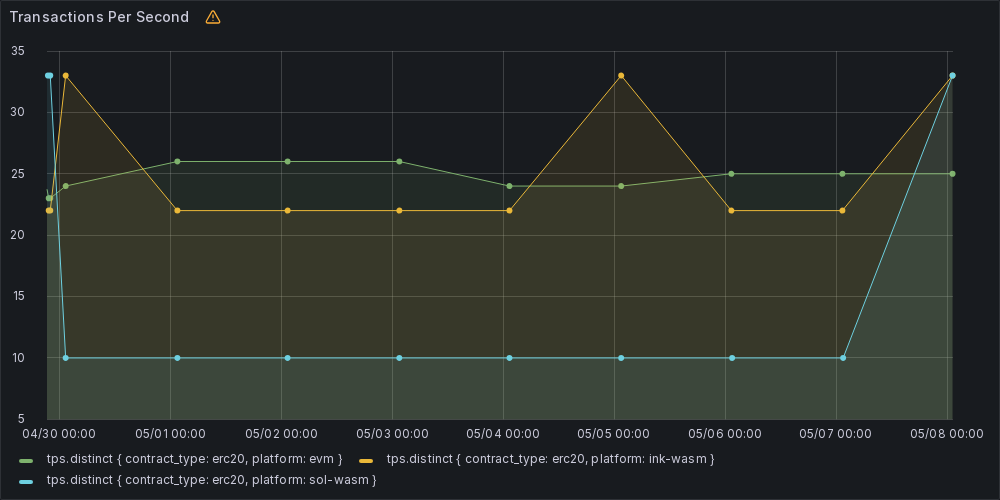 Transactions Per Second
35
30
25
20
15
10
5
04/30 00:00 05/01 00:00 05/02 00:00 05/03 00:00 05/04 00:00 05/05 00:00 05/06 00:00 05/07 00:00 05/08 00:00
tps.distinct { contract_type: erc20, platform: evm } tps.distinct { contract_type: erc20, platform: ink-wasm }
tps.distinct { contract_type: erc20, platform: sol-wasm }